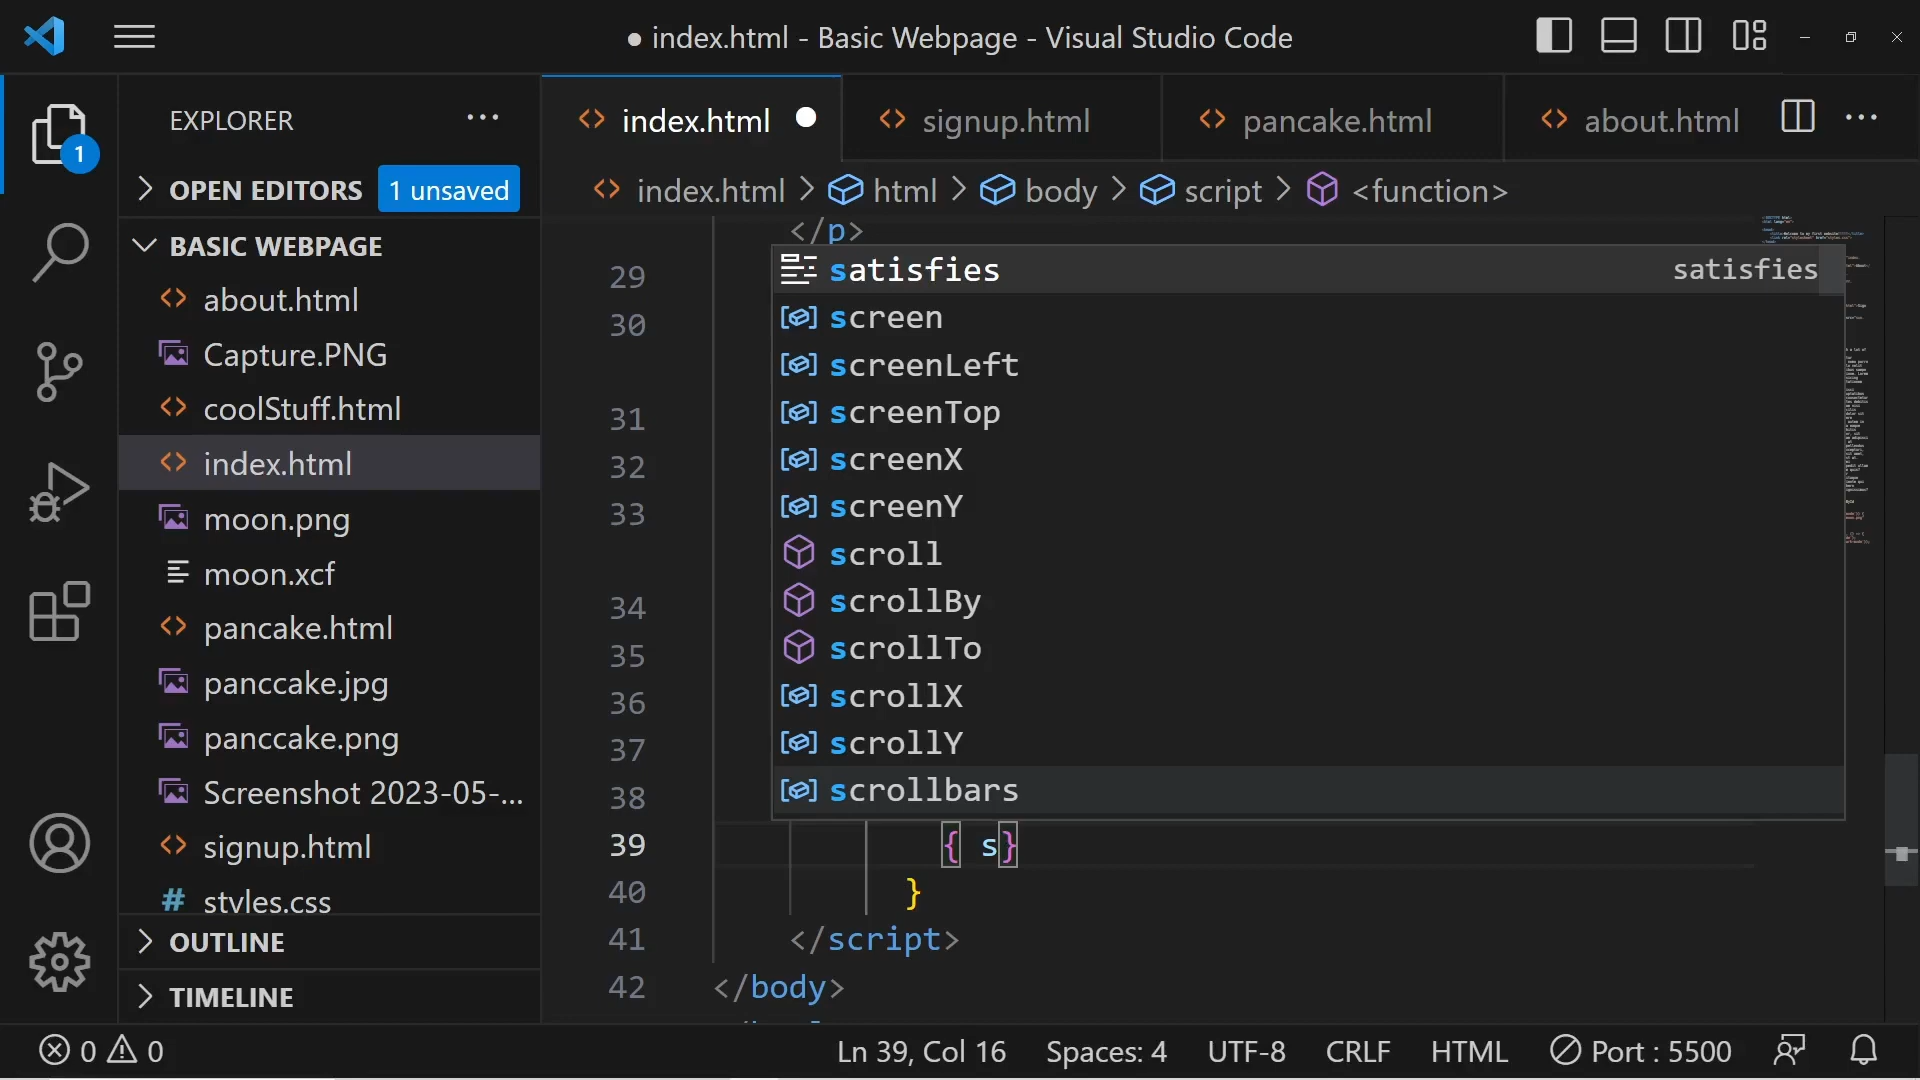 ● index.html - Basic Webpage - Visual Studio Code
EXPLORER
index.html
signup.html
pancake.html
about.html
1
OPEN EDITORS
1 unsaved
index.html > html > body > script > <function>
BASIC WEBPAGE
about.html
Capture.PNG
coolStuff.html
index.html
moon.png
moon.xcf
pancake.html
panccake.jpg
panccake.png
Screenshot 2023-05-...
signup.html
styles.css
OUTLINE
TIMELINE
</p>
29
30
31
32
33
34
35
36
37
38
satisfies satisfies
screen
screenLeft
screenTop
screenX
screenY
scroll
scrollBy
scrollTo
scrollX
scrollY
scrollbars
39 { s}
40 }
41 </script>
42 </body>
0 0
Ln 39, Col 16
Spaces: 4
UTF-8
CRLF
HTML
Port : 5500